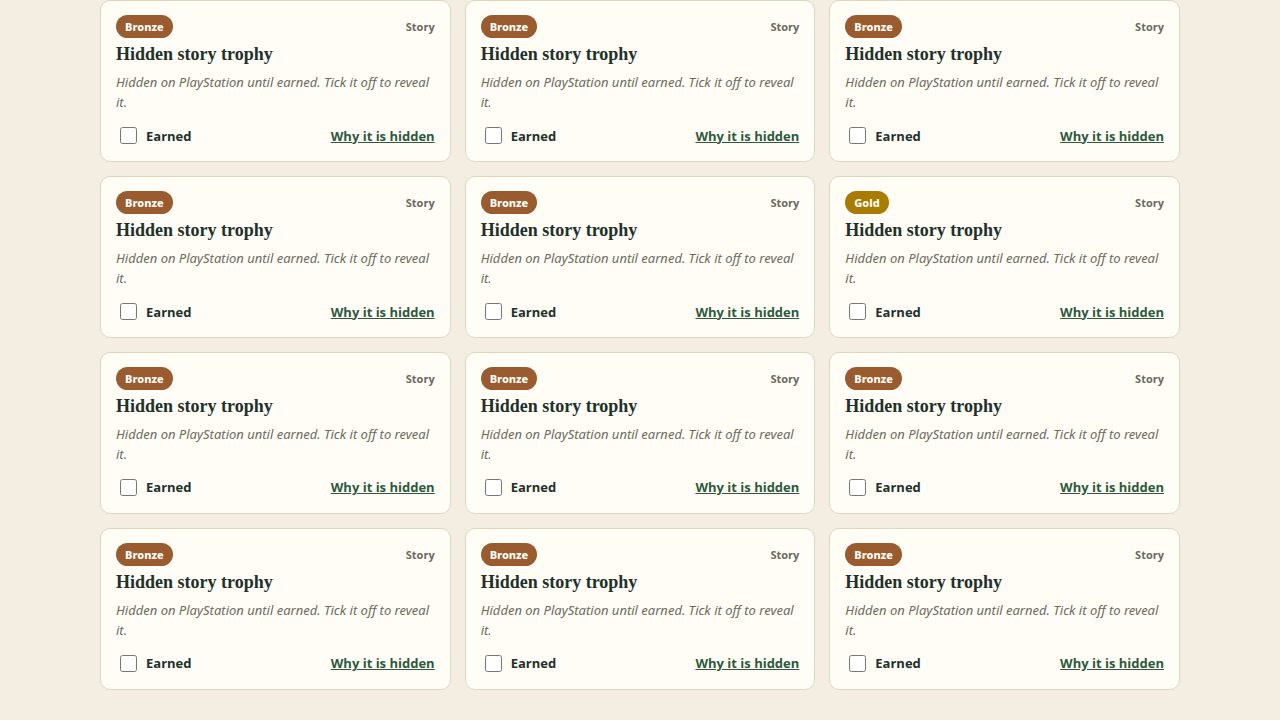 Bronze Story
Hidden story trophy
Hidden on PlayStation until earned. Tick it off to reveal
it.
Earned Why it is hidden
Bronze Story
Hidden story trophy
Hidden on PlayStation until earned. Tick it off to reveal
it.
Earned Why it is hidden
Bronze Story
Hidden story trophy
Hidden on PlayStation until earned. Tick it off to reveal
it.
Earned Why it is hidden
Bronze Story
Hidden story trophy
Hidden on PlayStation until earned. Tick it off to reveal
it.
Earned Why it is hidden
Bronze Story
Hidden story trophy
Hidden on PlayStation until earned. Tick it off to reveal
it.
Earned Why it is hidden
Gold Story
Hidden story trophy
Hidden on PlayStation until earned. Tick it off to reveal
it.
Earned Why it is hidden
Bronze Story
Hidden story trophy
Hidden on PlayStation until earned. Tick it off to reveal
it.
Earned Why it is hidden
Bronze Story
Hidden story trophy
Hidden on PlayStation until earned. Tick it off to reveal
it.
Earned Why it is hidden
Bronze Story
Hidden story trophy
Hidden on PlayStation until earned. Tick it off to reveal
it.
Earned Why it is hidden
Bronze Story
Hidden story trophy
Hidden on PlayStation until earned. Tick it off to reveal
it.
Earned Why it is hidden
Bronze Story
Hidden story trophy
Hidden on PlayStation until earned. Tick it off to reveal
it.
Earned Why it is hidden
Bronze Story
Hidden story trophy
Hidden on PlayStation until earned. Tick it off to reveal
it.
Earned Why it is hidden